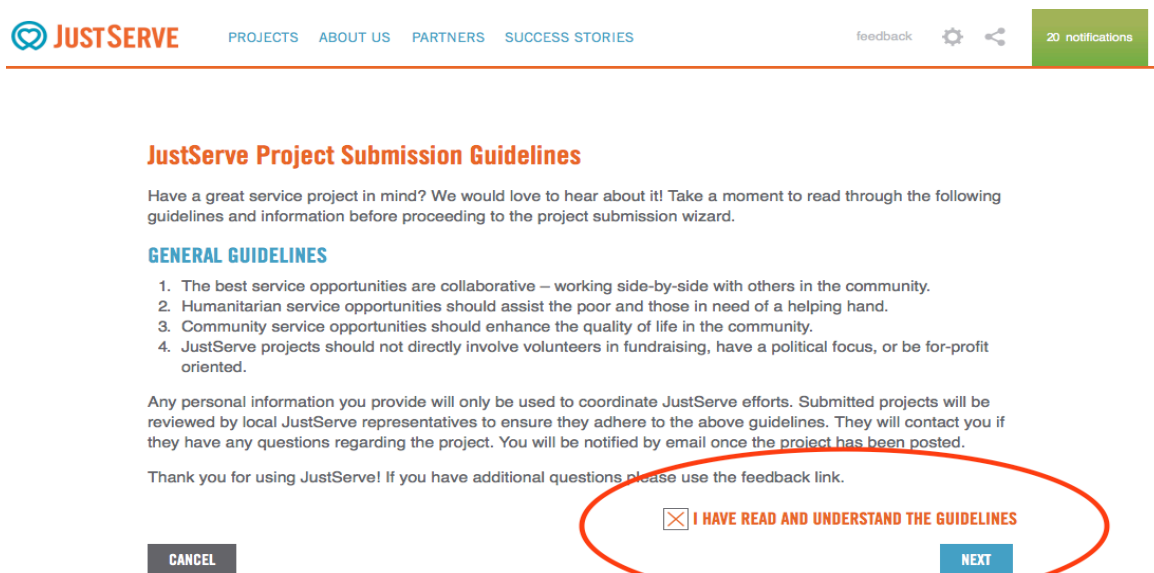 JUSTSERVE PROJECTS ABOUT US PARTNERS SUCCESS STORIES feedback 20 notifications
JustServe Project Submission Guidelines
Have a great service project in mind? We would love to hear about it! Take a moment to read through the following
guidelines and information before proceeding to the project submission wizard.
GENERAL GUIDELINES
1. The best service opportunities are collaborative – working side-by-side with others in the community.
2. Humanitarian service opportunities should assist the poor and those in need of a helping hand.
3. Community service opportunities should enhance the quality of life in the community.
4. JustServe projects should not directly involve volunteers in fundraising, have a political focus, or be for-profit
oriented.
Any personal information you provide will only be used to coordinate JustServe efforts. Submitted projects will be
reviewed by local JustServe representatives to ensure they adhere to the above guidelines. They will contact you if
they have any questions regarding the project. You will be notified by email once the project has been posted.
Thank you for using JustServe! If you have additional questions please use the feedback link.
I HAVE READ AND UNDERSTAND THE GUIDELINES
CANCEL NEXT